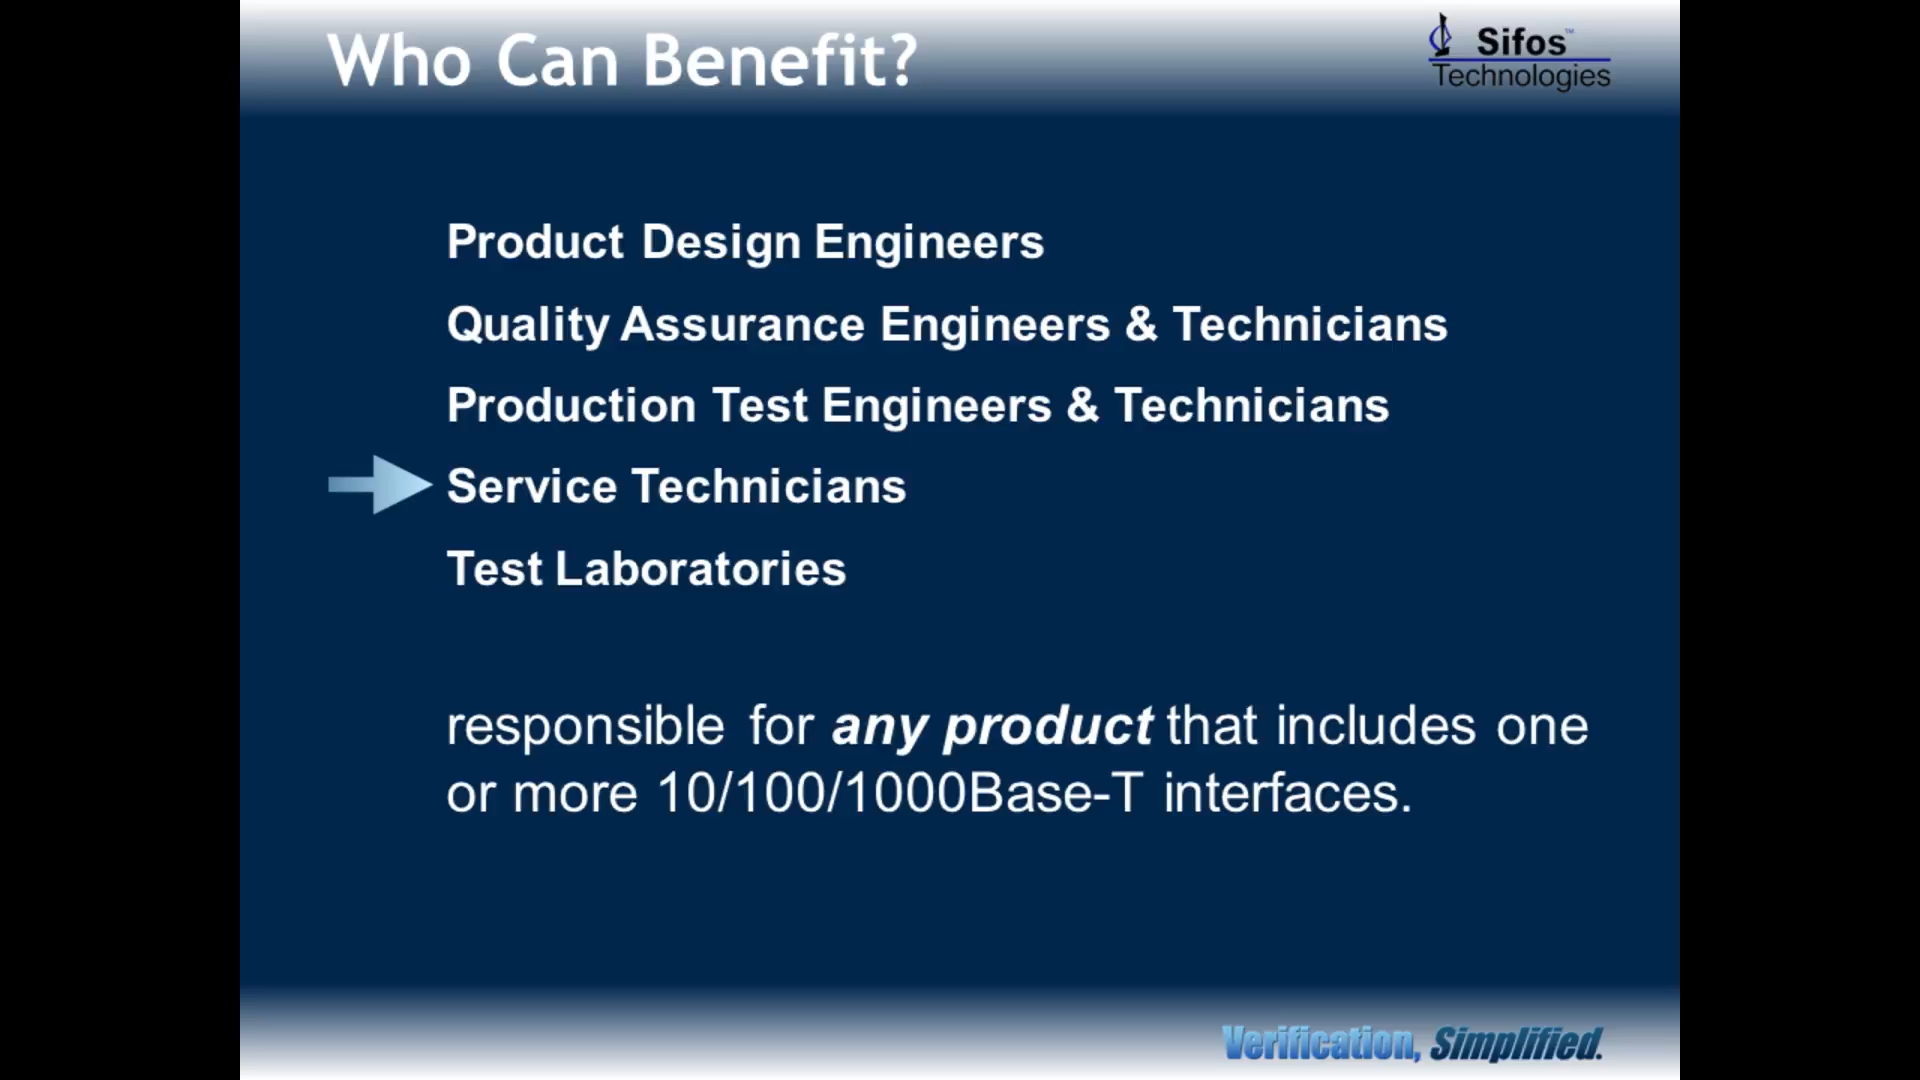 Who Can Benefit?
Sifos™
Technologies
Product Design Engineers
Quality Assurance Engineers & Technicians
Production Test Engineers & Technicians
Service Technicians
Test Laboratories
responsible for any product that includes one
or more 10/100/1000Base-T interfaces.
Verification, Simplified.